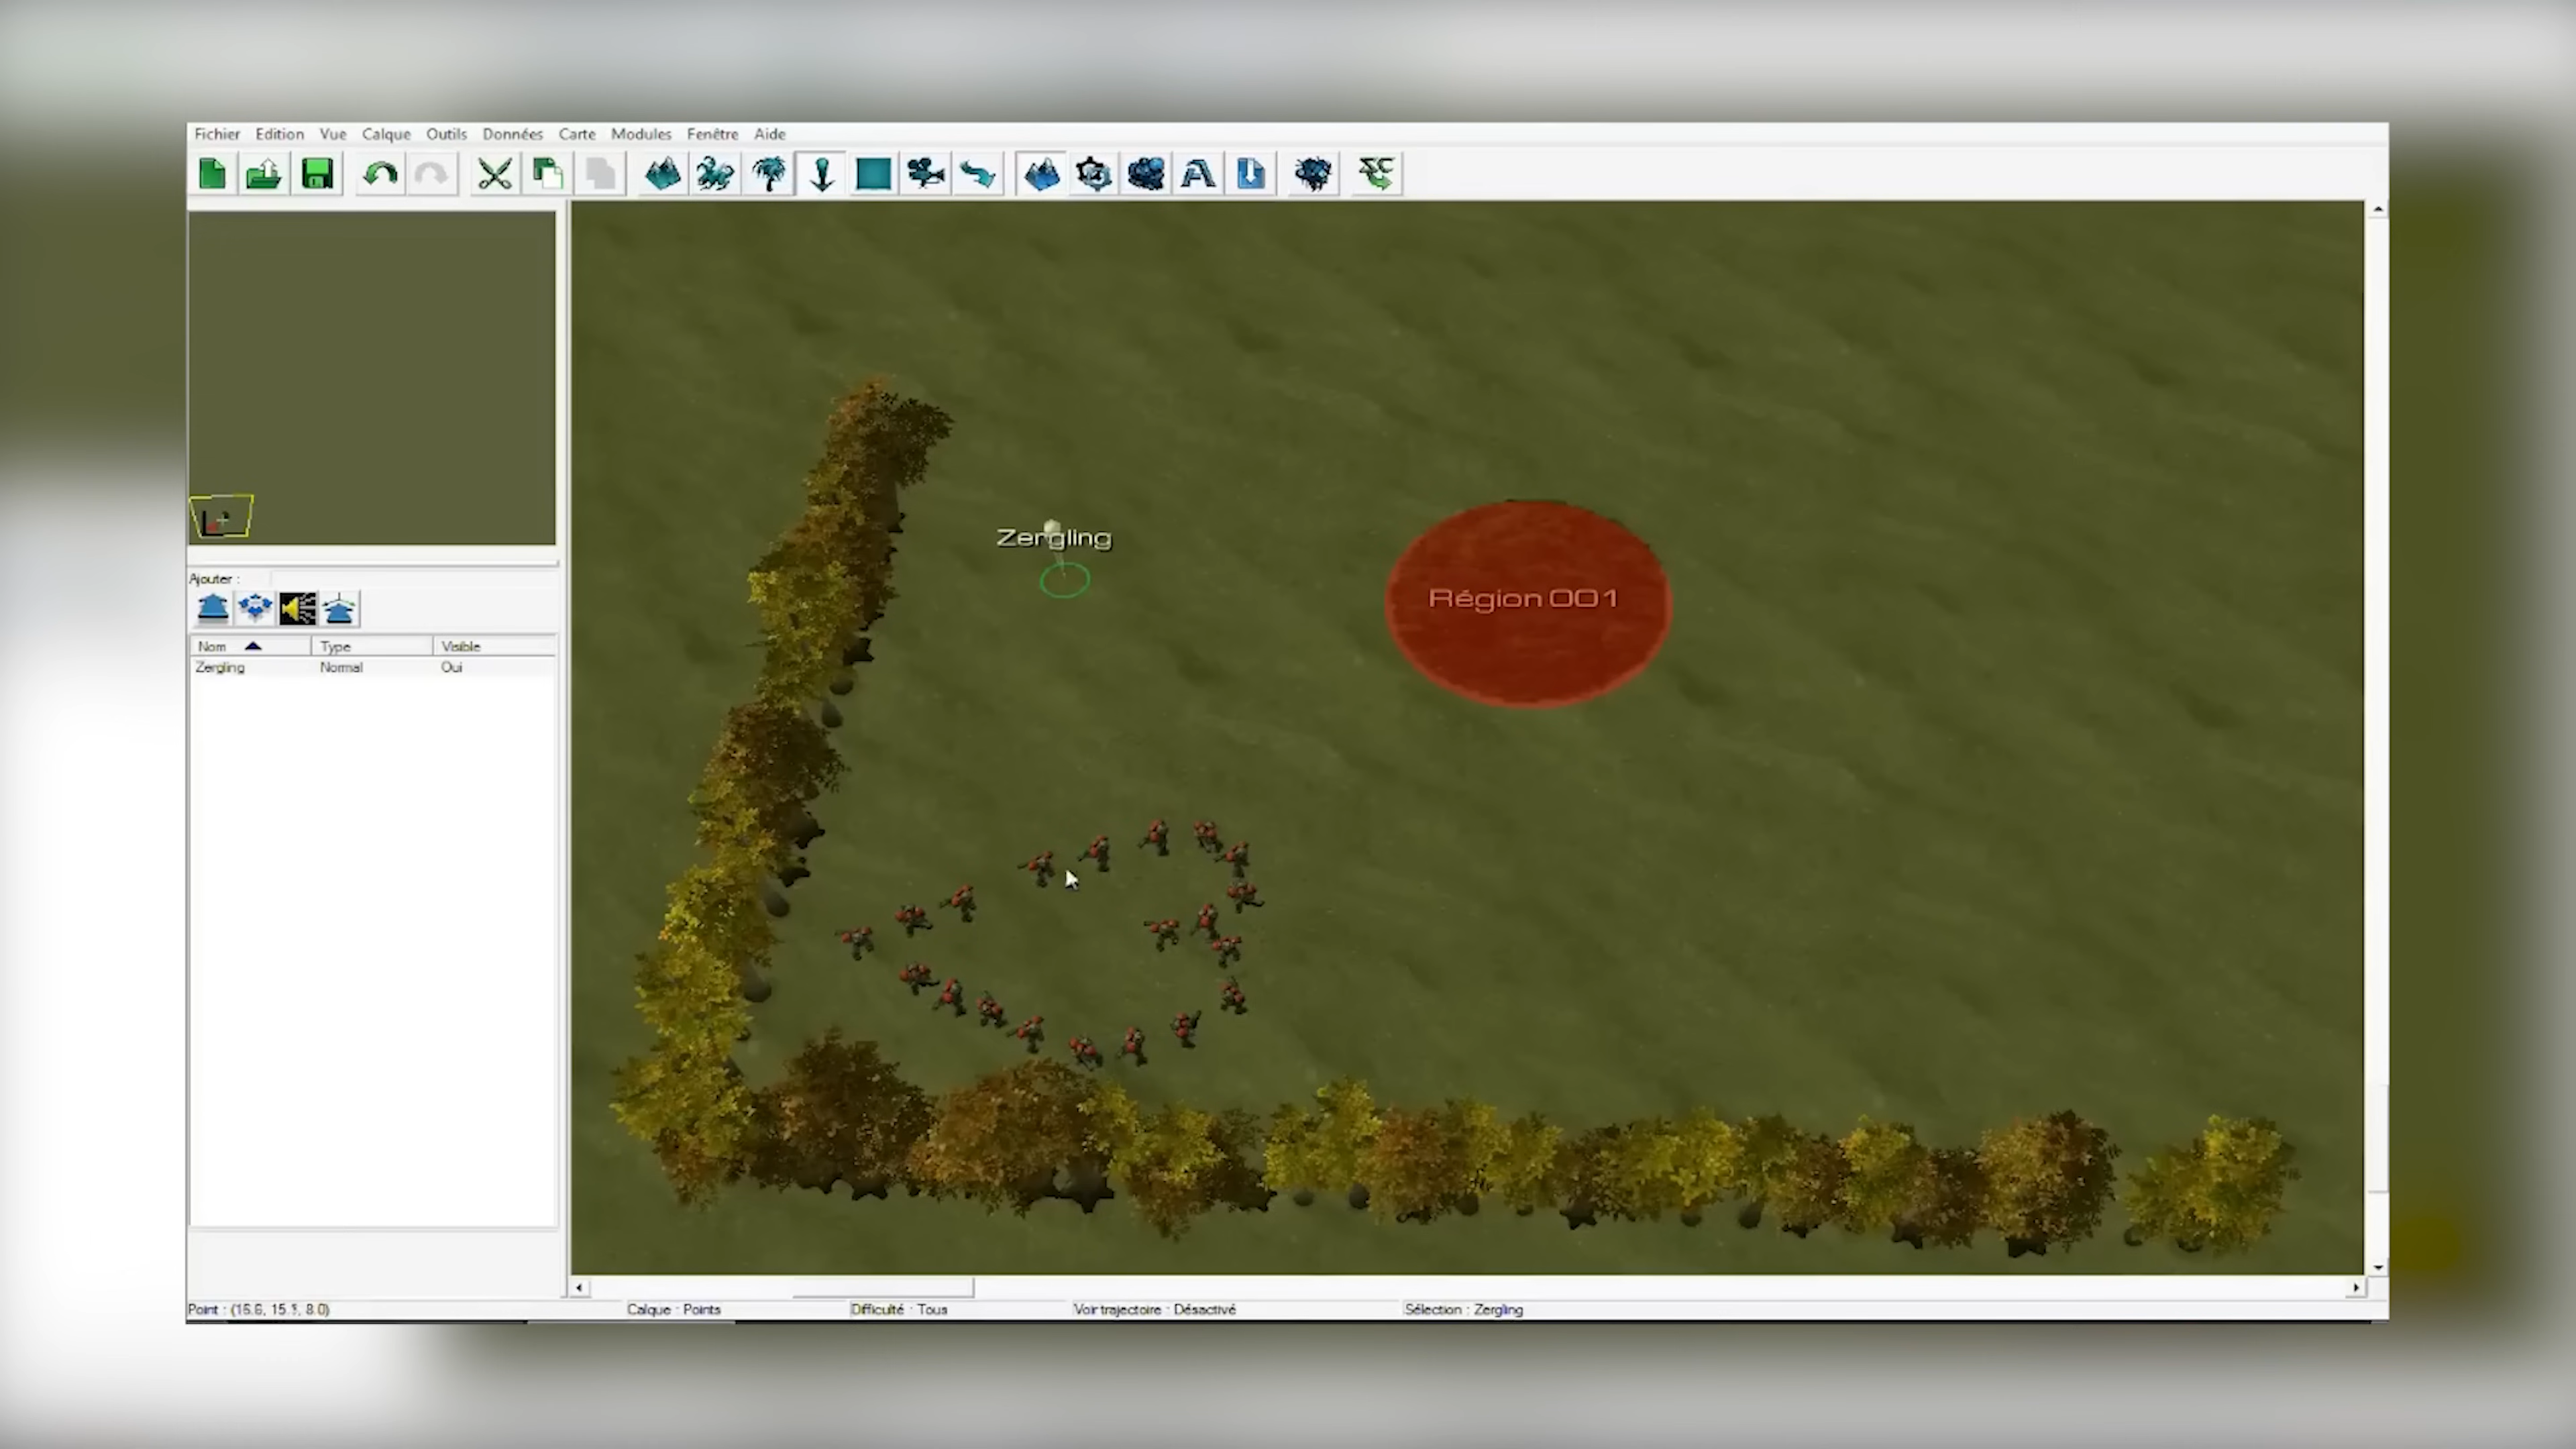 Fichier Edition Vue Calque Outils Données Carte Modules Fenêtre Aide
Zergling
Région 001
Ajouter :
Nom Type Visible
Zergling Normal Oui
Point : (16.6, 15.1, 8.0) Calque : Points Difficulté : Tous Voir trajectoire : Désactivé Sélection : Zergling